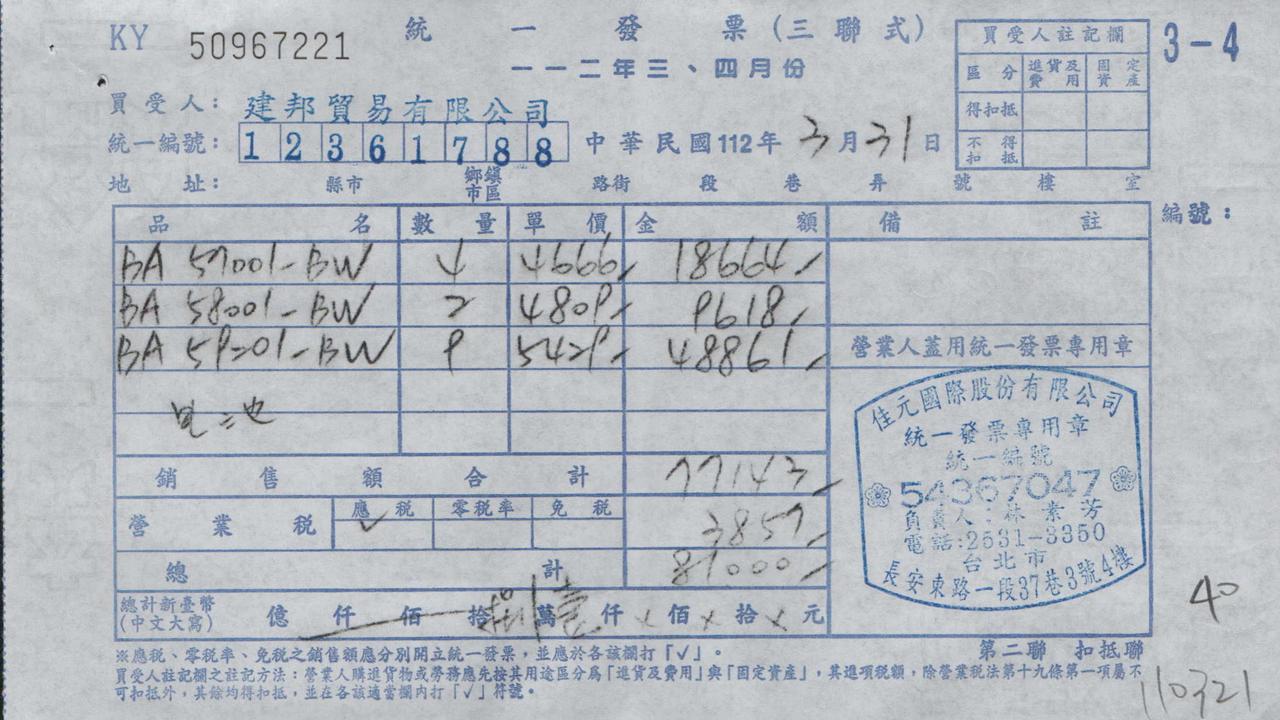 KY 50967221
統一發票(三聯式)
一一二年三、四月份
3-4
買受人註記欄
區分 進貨及費用 固定資產
得扣抵
不得扣抵
買受人: 建邦貿易有限公司
統一編號: 12361788 中華民國112年3月31日
地址: 縣市 鄉鎮市區 路街 段 巷 弄 號 樓 室
編號:
品名 數量 單價 金額 備註
BA 57001-BW 4 4666 18664
BA 58001-BW 2 4809 9618
BA 59201-BW 9 5429 48861
營業人蓋用統一發票專用章
銷售額合計 77143
營業稅 應稅 ✓ 零稅率 免稅 3857
總計 81000
總計新臺幣(中文大寫) 億 仟 佰 拾捌萬壹仟×佰×拾×元
佳元國際股份有限公司
統一發票專用章
統一編號
54367047
負責人:林素芳
電話:2531-3350
台北市
長安東路一段37巷3號4樓
40
※應稅、零稅率、免稅之銷售額應分別開立統一發票,並應於各該欄打「✓」。
第二聯 扣抵聯
買受人註記欄之註記方法:營業人購進貨物或勞務應先按其用途區分為「進貨及費用」與「固定資產」,其進項稅額,除營業稅法第十九條第一項屬不
可扣抵外,其餘均得扣抵,並在各該適當欄內打「✓」符號。
110321